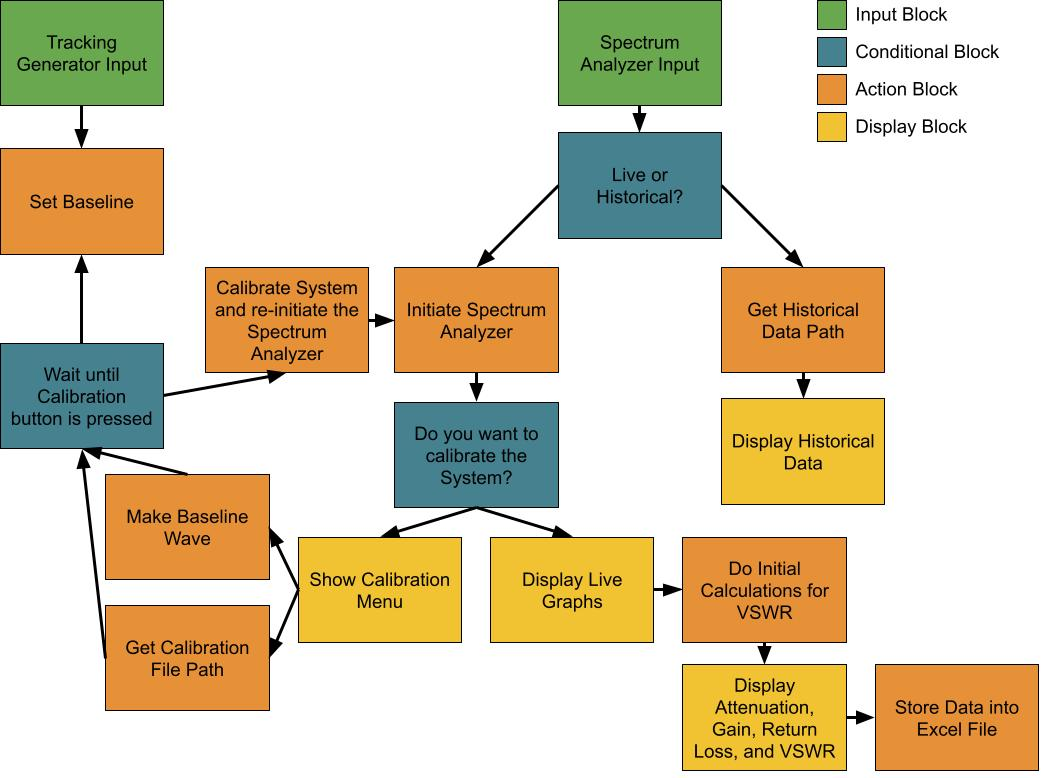 Tracking
Generator Input
Spectrum
Analyzer Input
Input Block
Conditional Block
Action Block
Display Block
Set Baseline
Live or
Historical?
Calibrate System
and re-initiate the
Spectrum
Analyzer
Initiate Spectrum
Analyzer
Get Historical
Data Path
Wait until
Calibration
button is pressed
Do you want to
calibrate the
System?
Display Historical
Data
Make Baseline
Wave
Show Calibration
Menu
Display Live
Graphs
Do Initial
Calculations for
VSWR
Get Calibration
File Path
Display
Attenuation,
Gain, Return
Loss, and VSWR
Store Data into
Excel File